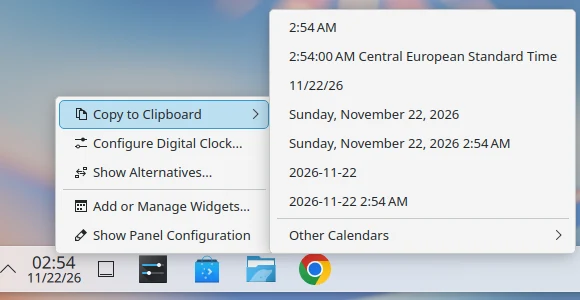 2:54 AM
2:54:00 AM Central European Standard Time
11/22/26
Sunday, November 22, 2026
Sunday, November 22, 2026 2:54 AM
2026-11-22
2026-11-22 2:54 AM
Other Calendars
Copy to Clipboard
Configure Digital Clock...
Show Alternatives...
Add or Manage Widgets...
Show Panel Configuration
02:54
11/22/26